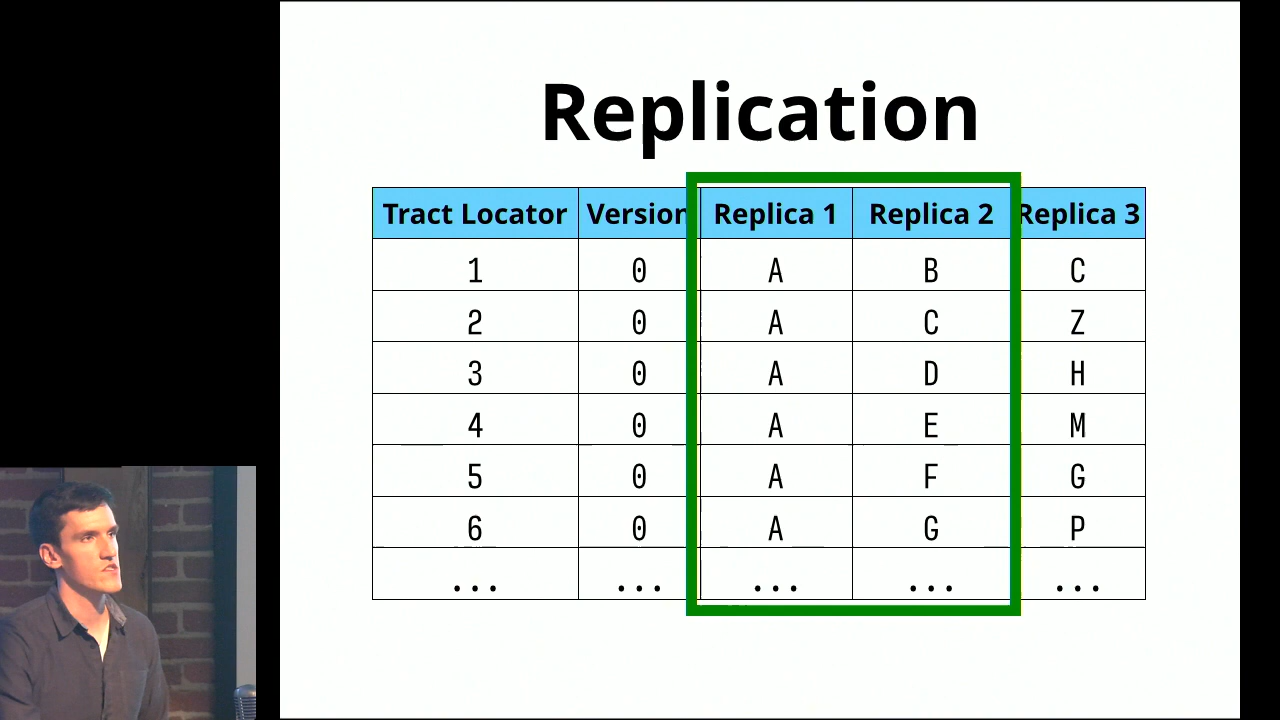 Replication
Tract Locator Version Replica 1 Replica 2 Replica 3
1 0 A B C
2 0 A C Z
3 0 A D H
4 0 A E M
5 0 A F G
6 0 A G P
... ... ... ... ...